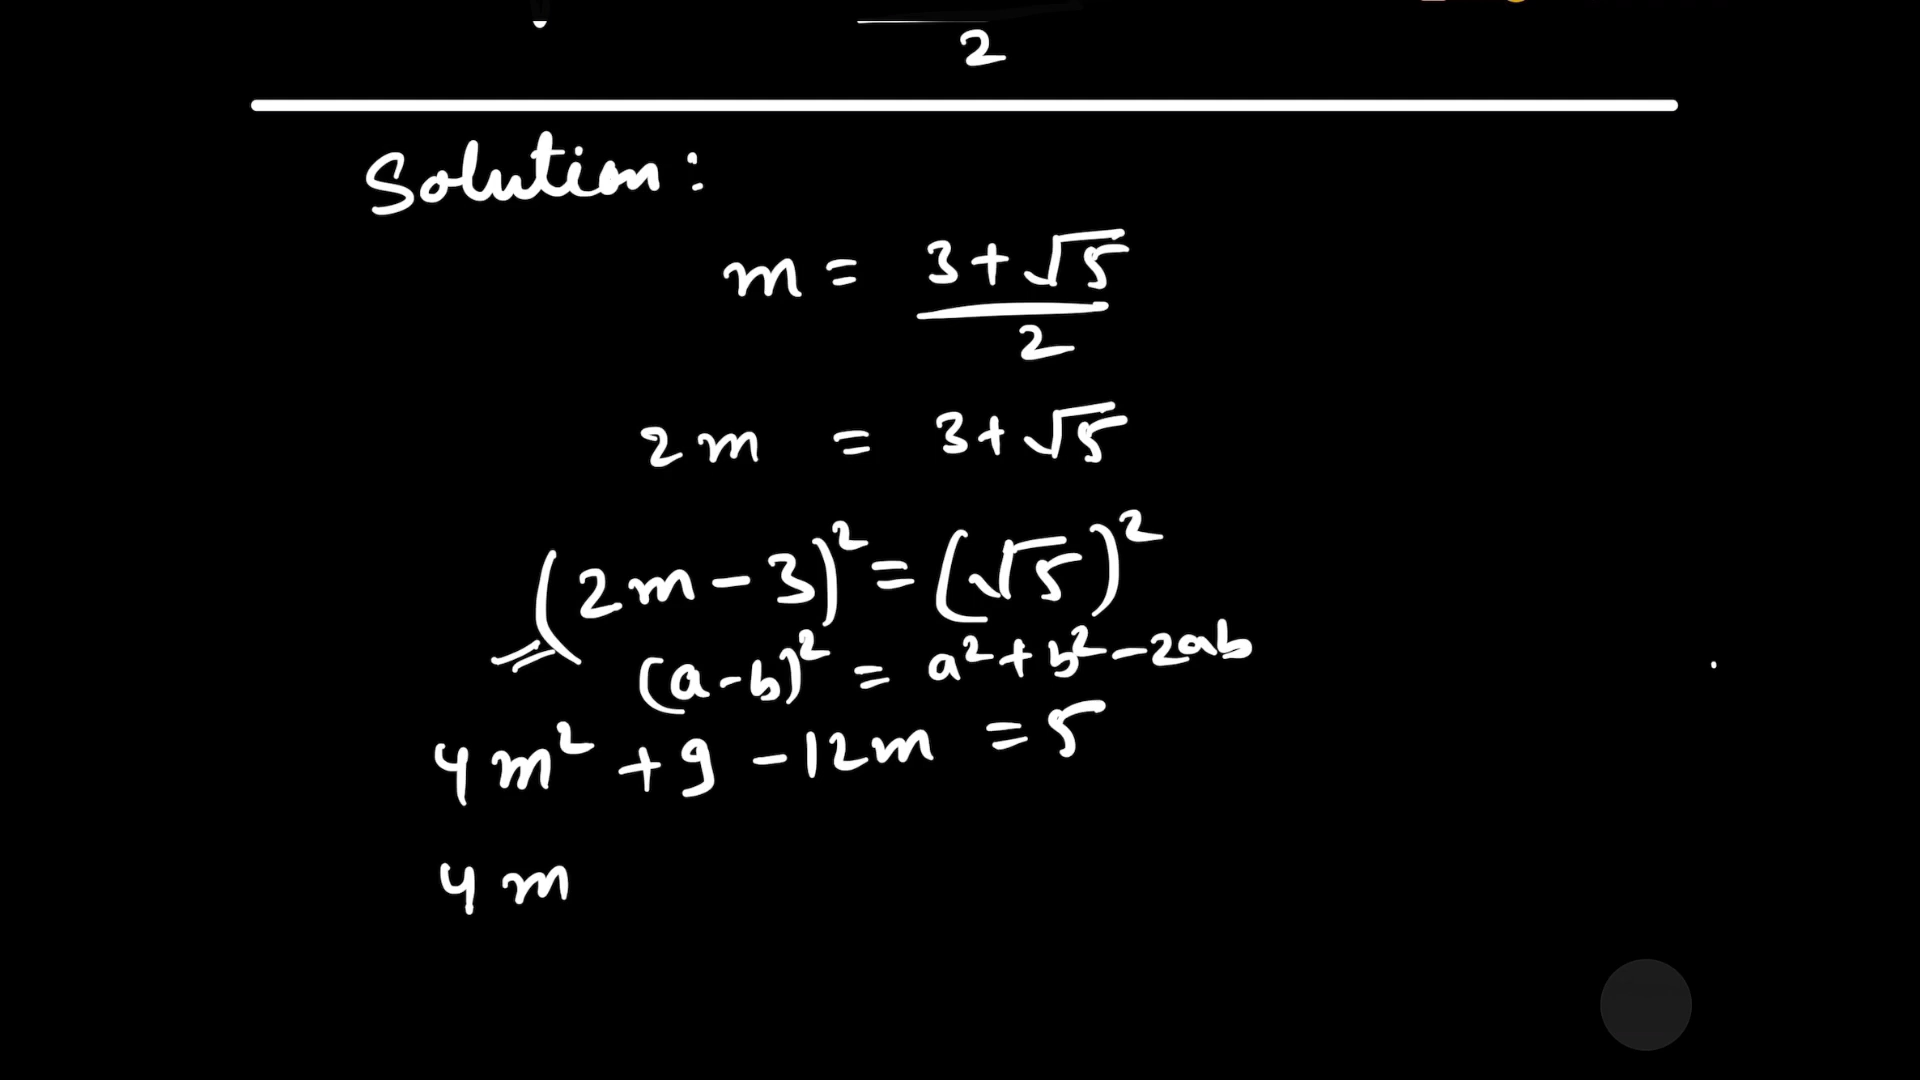 2
Solution:
m = 3+√5
2
2m = 3+√5
(2m-3)² = (√5)²
(a-b)² = a²+b²-2ab
4m² +9 -12m =5
4m